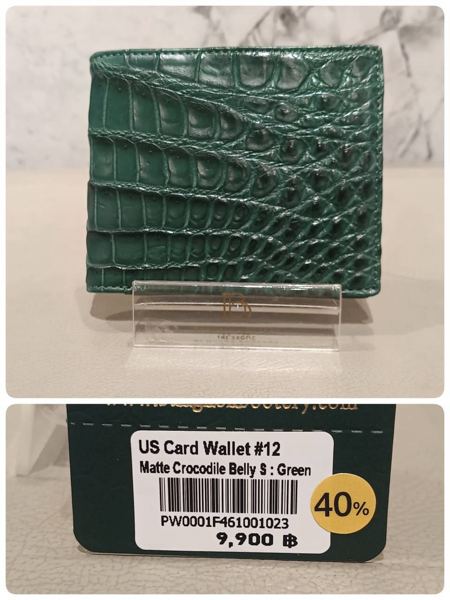 US Card Wallet #12
Matte Crocodile Belly S : Green
40%
PW0001F461001023
9,900 ฿